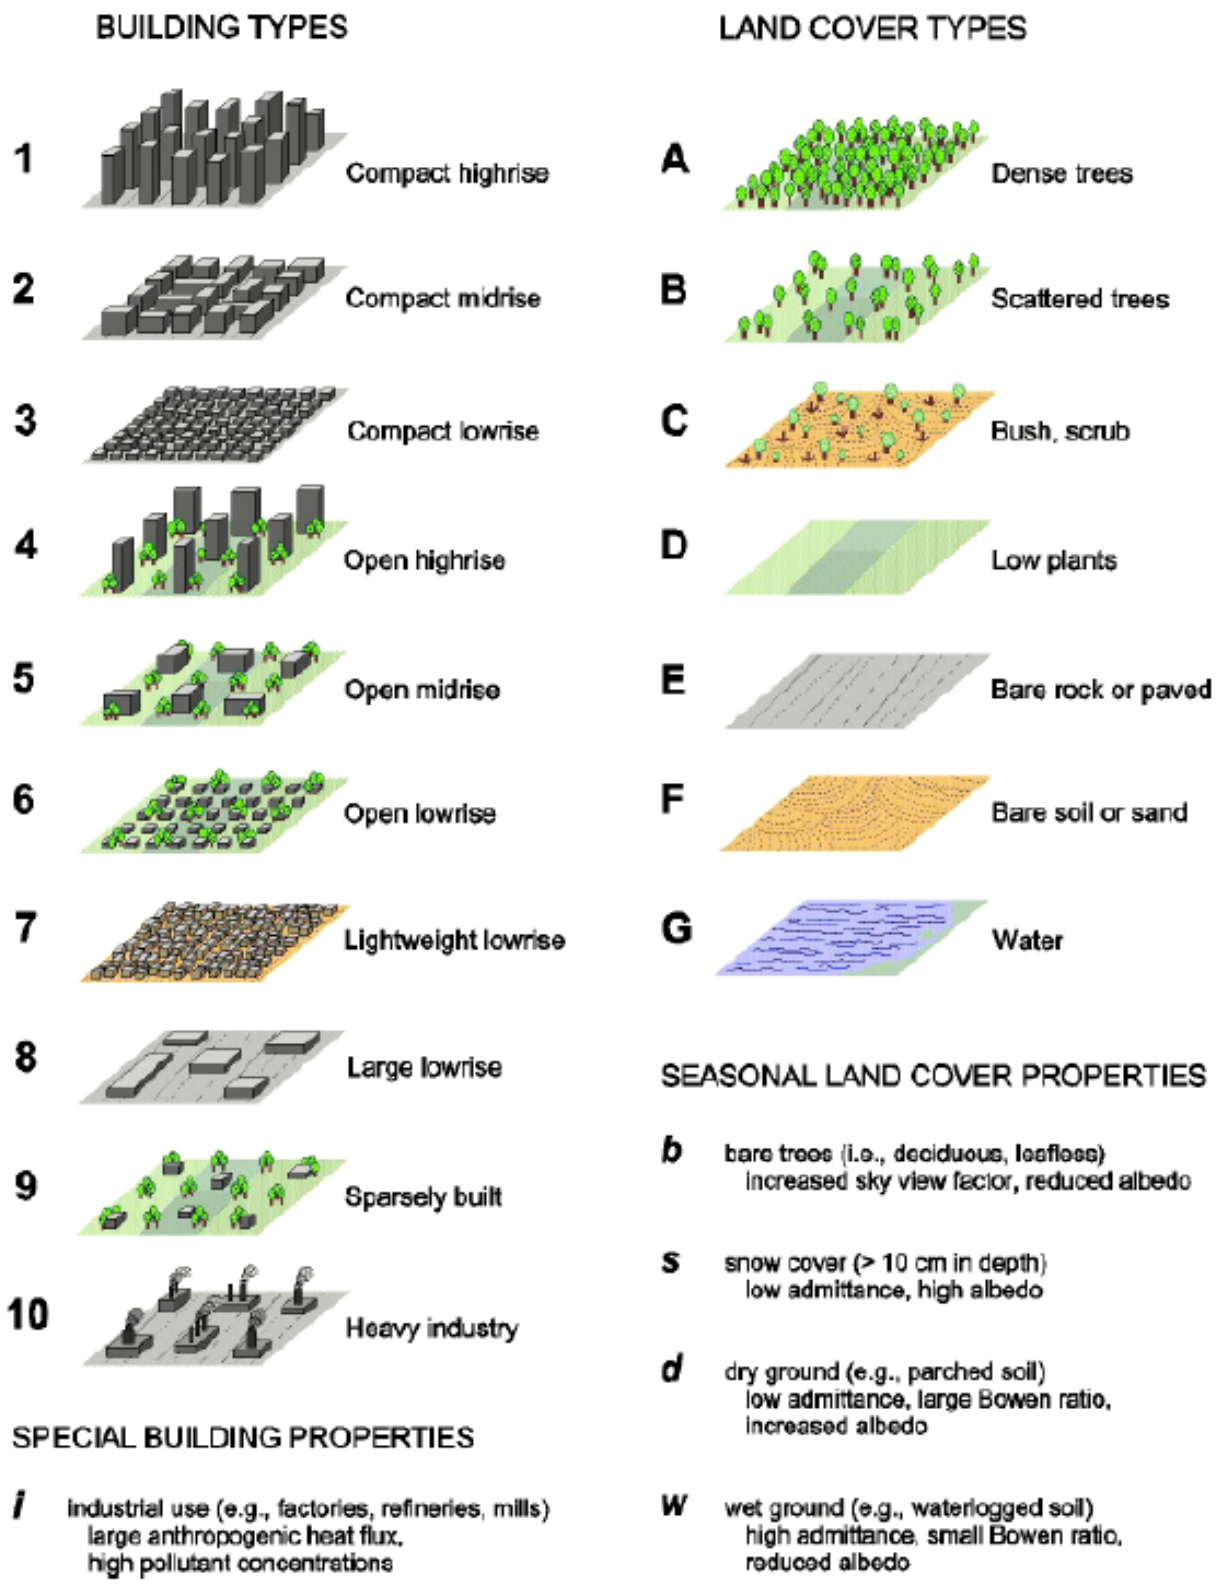 BUILDING TYPES
1
Compact highrise
2
Compact midrise
3
Compact lowrise
4
Open highrise
5
Open midrise
6
Open lowrise
7
Lightweight lowrise
8
Large lowrise
9
Sparsely built
10
Heavy industry
SPECIAL BUILDING PROPERTIES
i industrial use (e.g., factories, refineries, mills)
large anthropogenic heat flux,
high pollutant concentrations
LAND COVER TYPES
A
Dense trees
B
Scattered trees
C
Bush, scrub
D
Low plants
E
Bare rock or paved
F
Bare soil or sand
G
Water
SEASONAL LAND COVER PROPERTIES
b bare trees (i.e., deciduous, leafless)
increased sky view factor, reduced albedo
s snow cover (> 10 cm in depth)
low admittance, high albedo
d dry ground (e.g., parched soil)
low admittance, large Bowen ratio,
increased albedo
w wet ground (e.g., waterlogged soil)
high admittance, small Bowen ratio,
reduced albedo